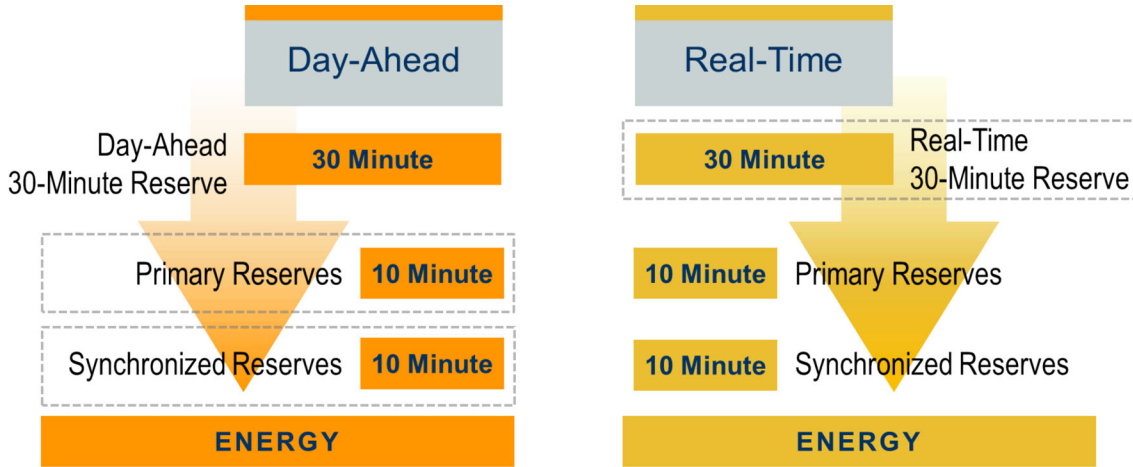 Day-Ahead
Day-Ahead
30-Minute Reserve
30 Minute
Primary Reserves
10 Minute
Synchronized Reserves
10 Minute
ENERGY
Real-Time
30 Minute
Real-Time
30-Minute Reserve
10 Minute
Primary Reserves
10 Minute
Synchronized Reserves
ENERGY